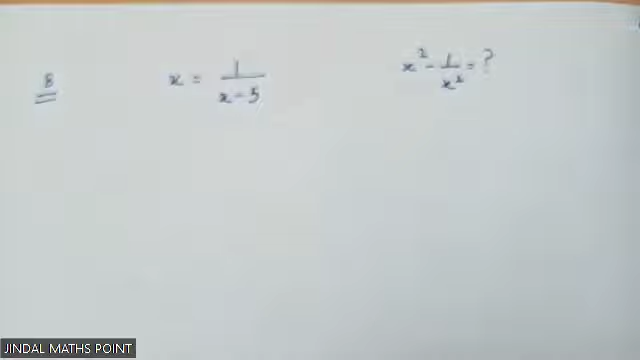 8
x = 1/(x-5)
x² - 1/x² = ?
JINDAL MATHS POINT